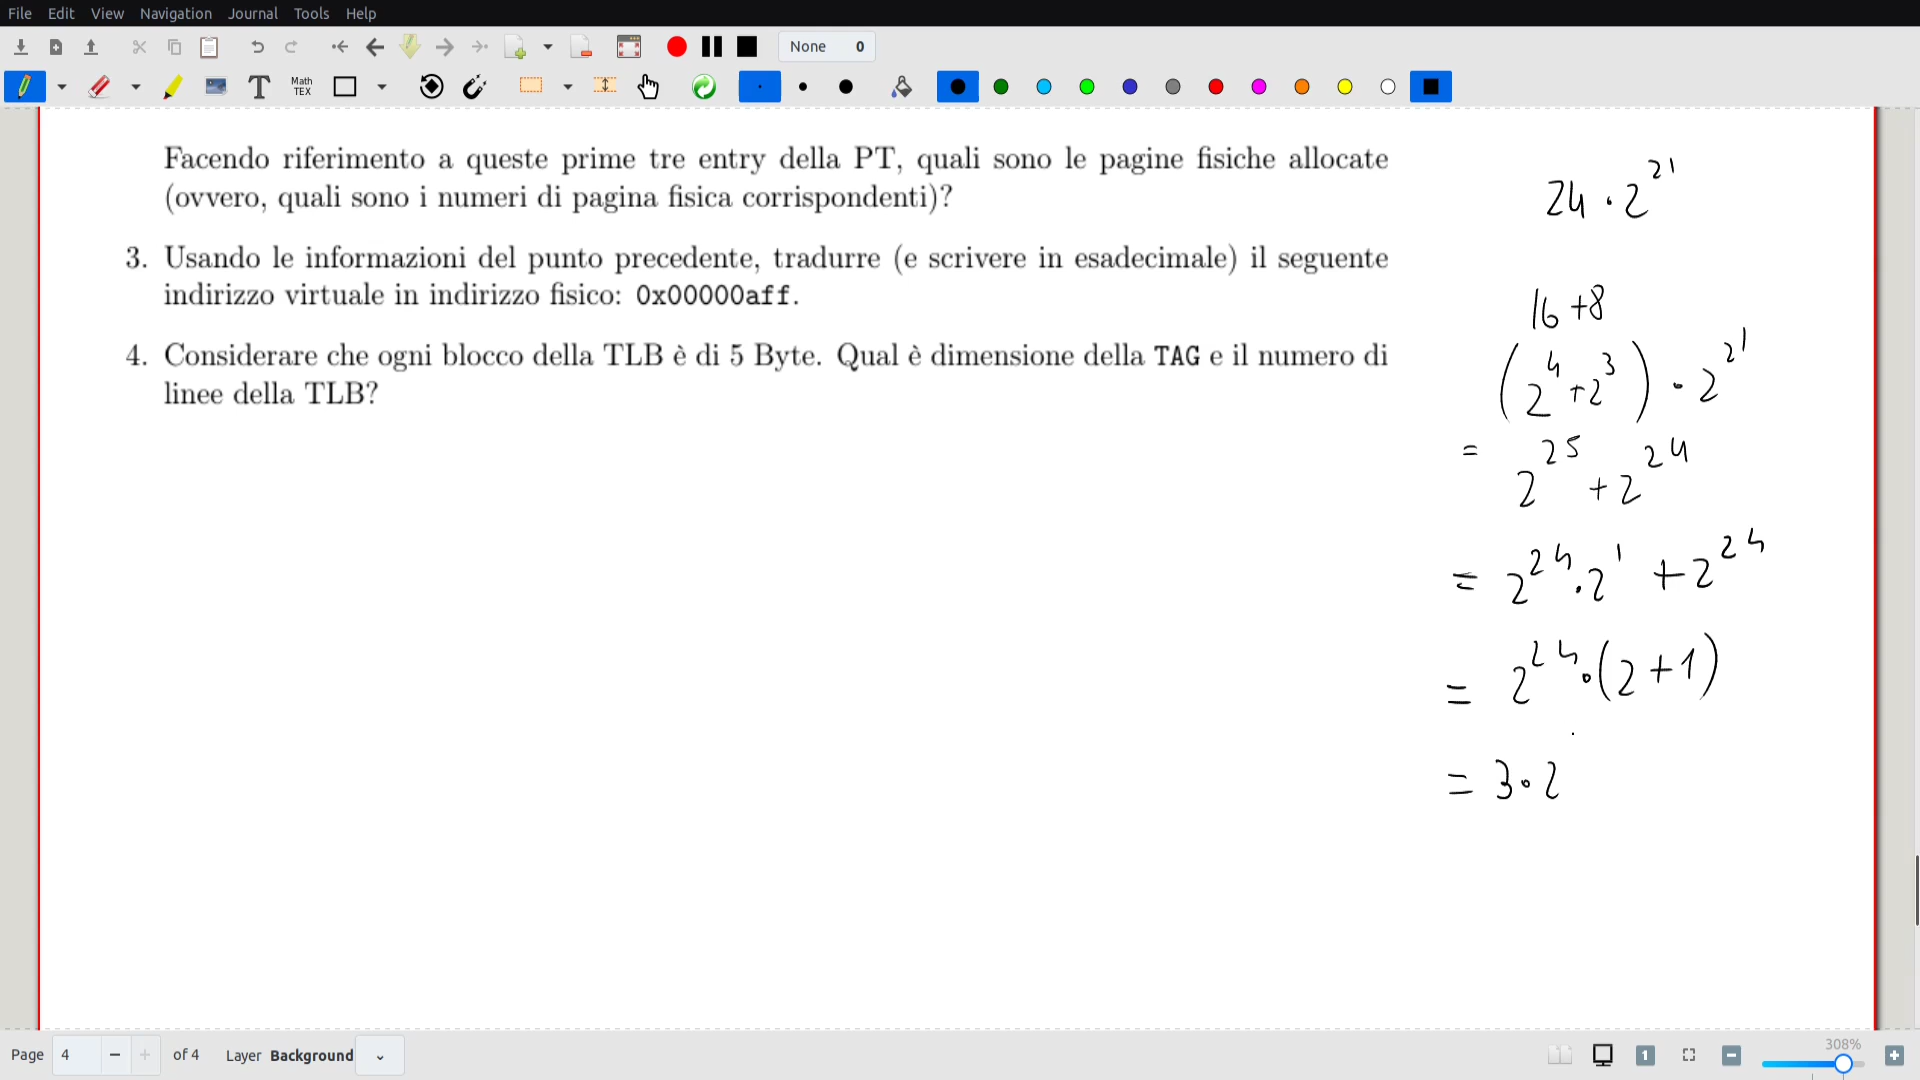 File Edit View Navigation Journal Tools Help
None 0
Math TEX
Facendo riferimento a queste prime tre entry della PT, quali sono le pagine fisiche allocate
(ovvero, quali sono i numeri di pagina fisica corrispondenti)?
3. Usando le informazioni del punto precedente, tradurre (e scrivere in esadecimale) il seguente
indirizzo virtuale in indirizzo fisico: 0x00000aff.
4. Considerare che ogni blocco della TLB è di 5 Byte. Qual è dimensione della TAG e il numero di
linee della TLB?
24 · 2^21
16 + 8
(2^4 + 2^3) · 2^21
= 2^25 + 2^24
= 2^24 · 2^1 + 2^24
= 2^24 · (2 + 1)
= 3 · 2
Page 4 of 4 Layer Background 1 308%